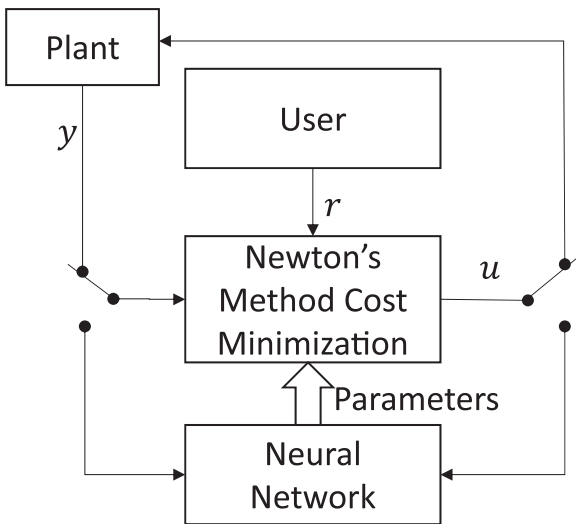 Plant
User
y
r
Newton’s
Method Cost
Minimization
u
Parameters
Neural
Network